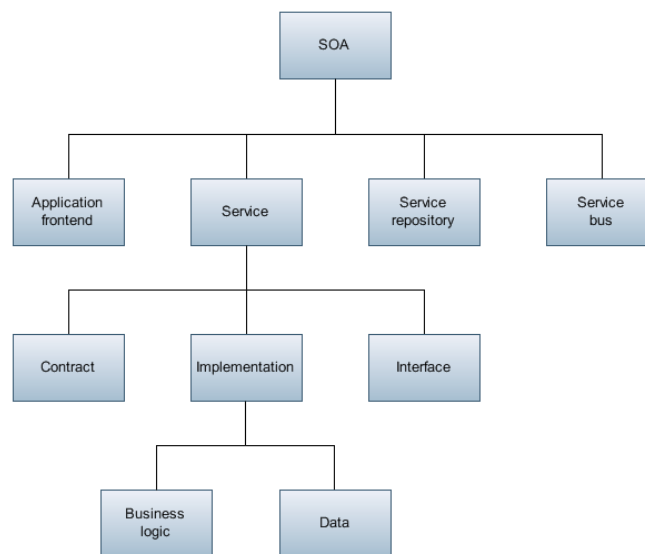 SOA
Application
frontend
Service
Service
repository
Service
bus
Contract
Implementation
Interface
Business
logic
Data